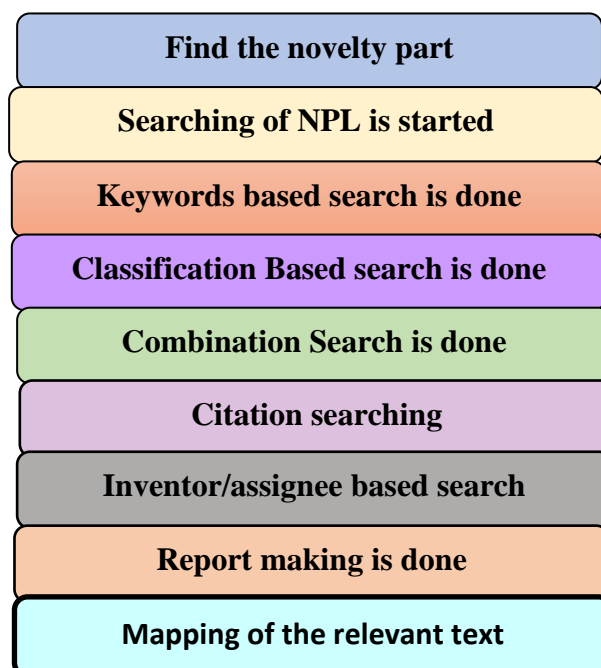 Find the novelty part
Searching of NPL is started
Keywords based search is done
Classification Based search is done
Combination Search is done
Citation searching
Inventor/assignee based search
Report making is done
Mapping of the relevant text